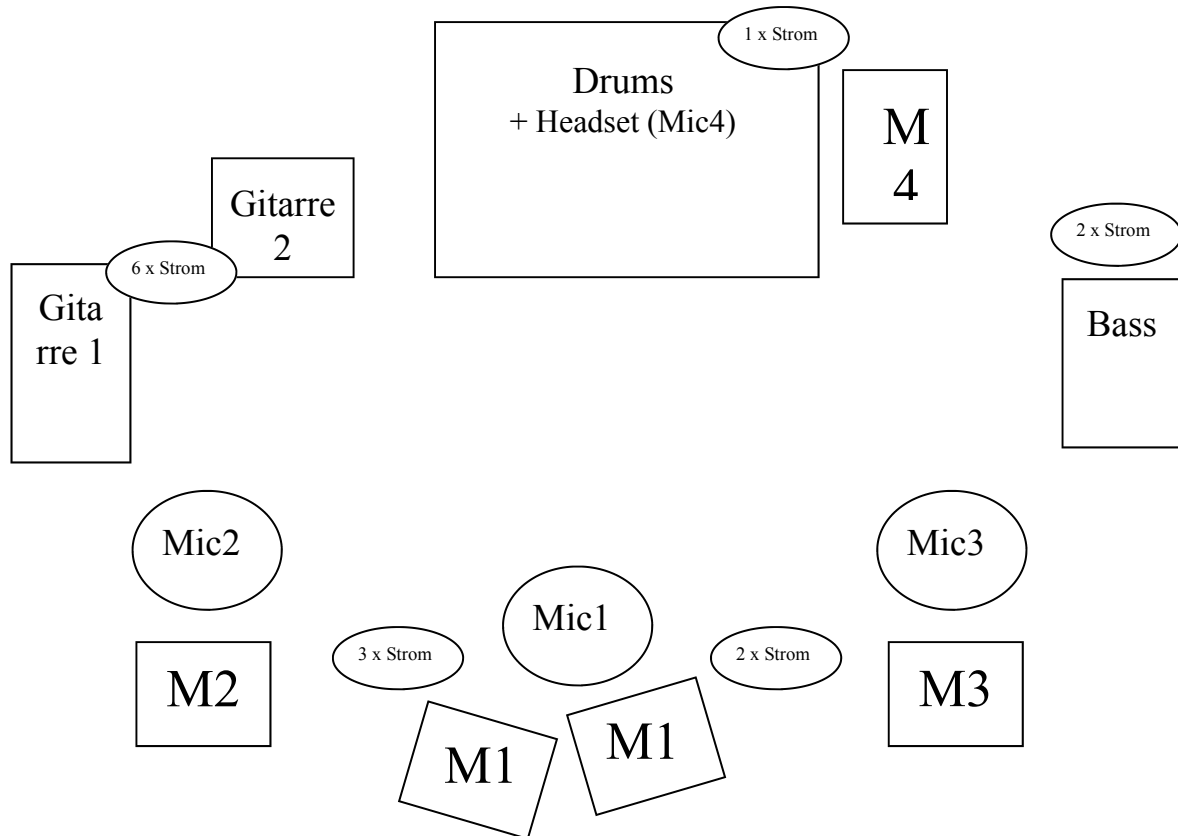 1 x Strom
Drums
+ Headset (Mic4)
M
4
Gitarre
2
2 x Strom
6 x Strom
Gita
rre 1
Bass
Mic2
Mic3
Mic1
3 x Strom
2 x Strom
M2
M3
M1
M1